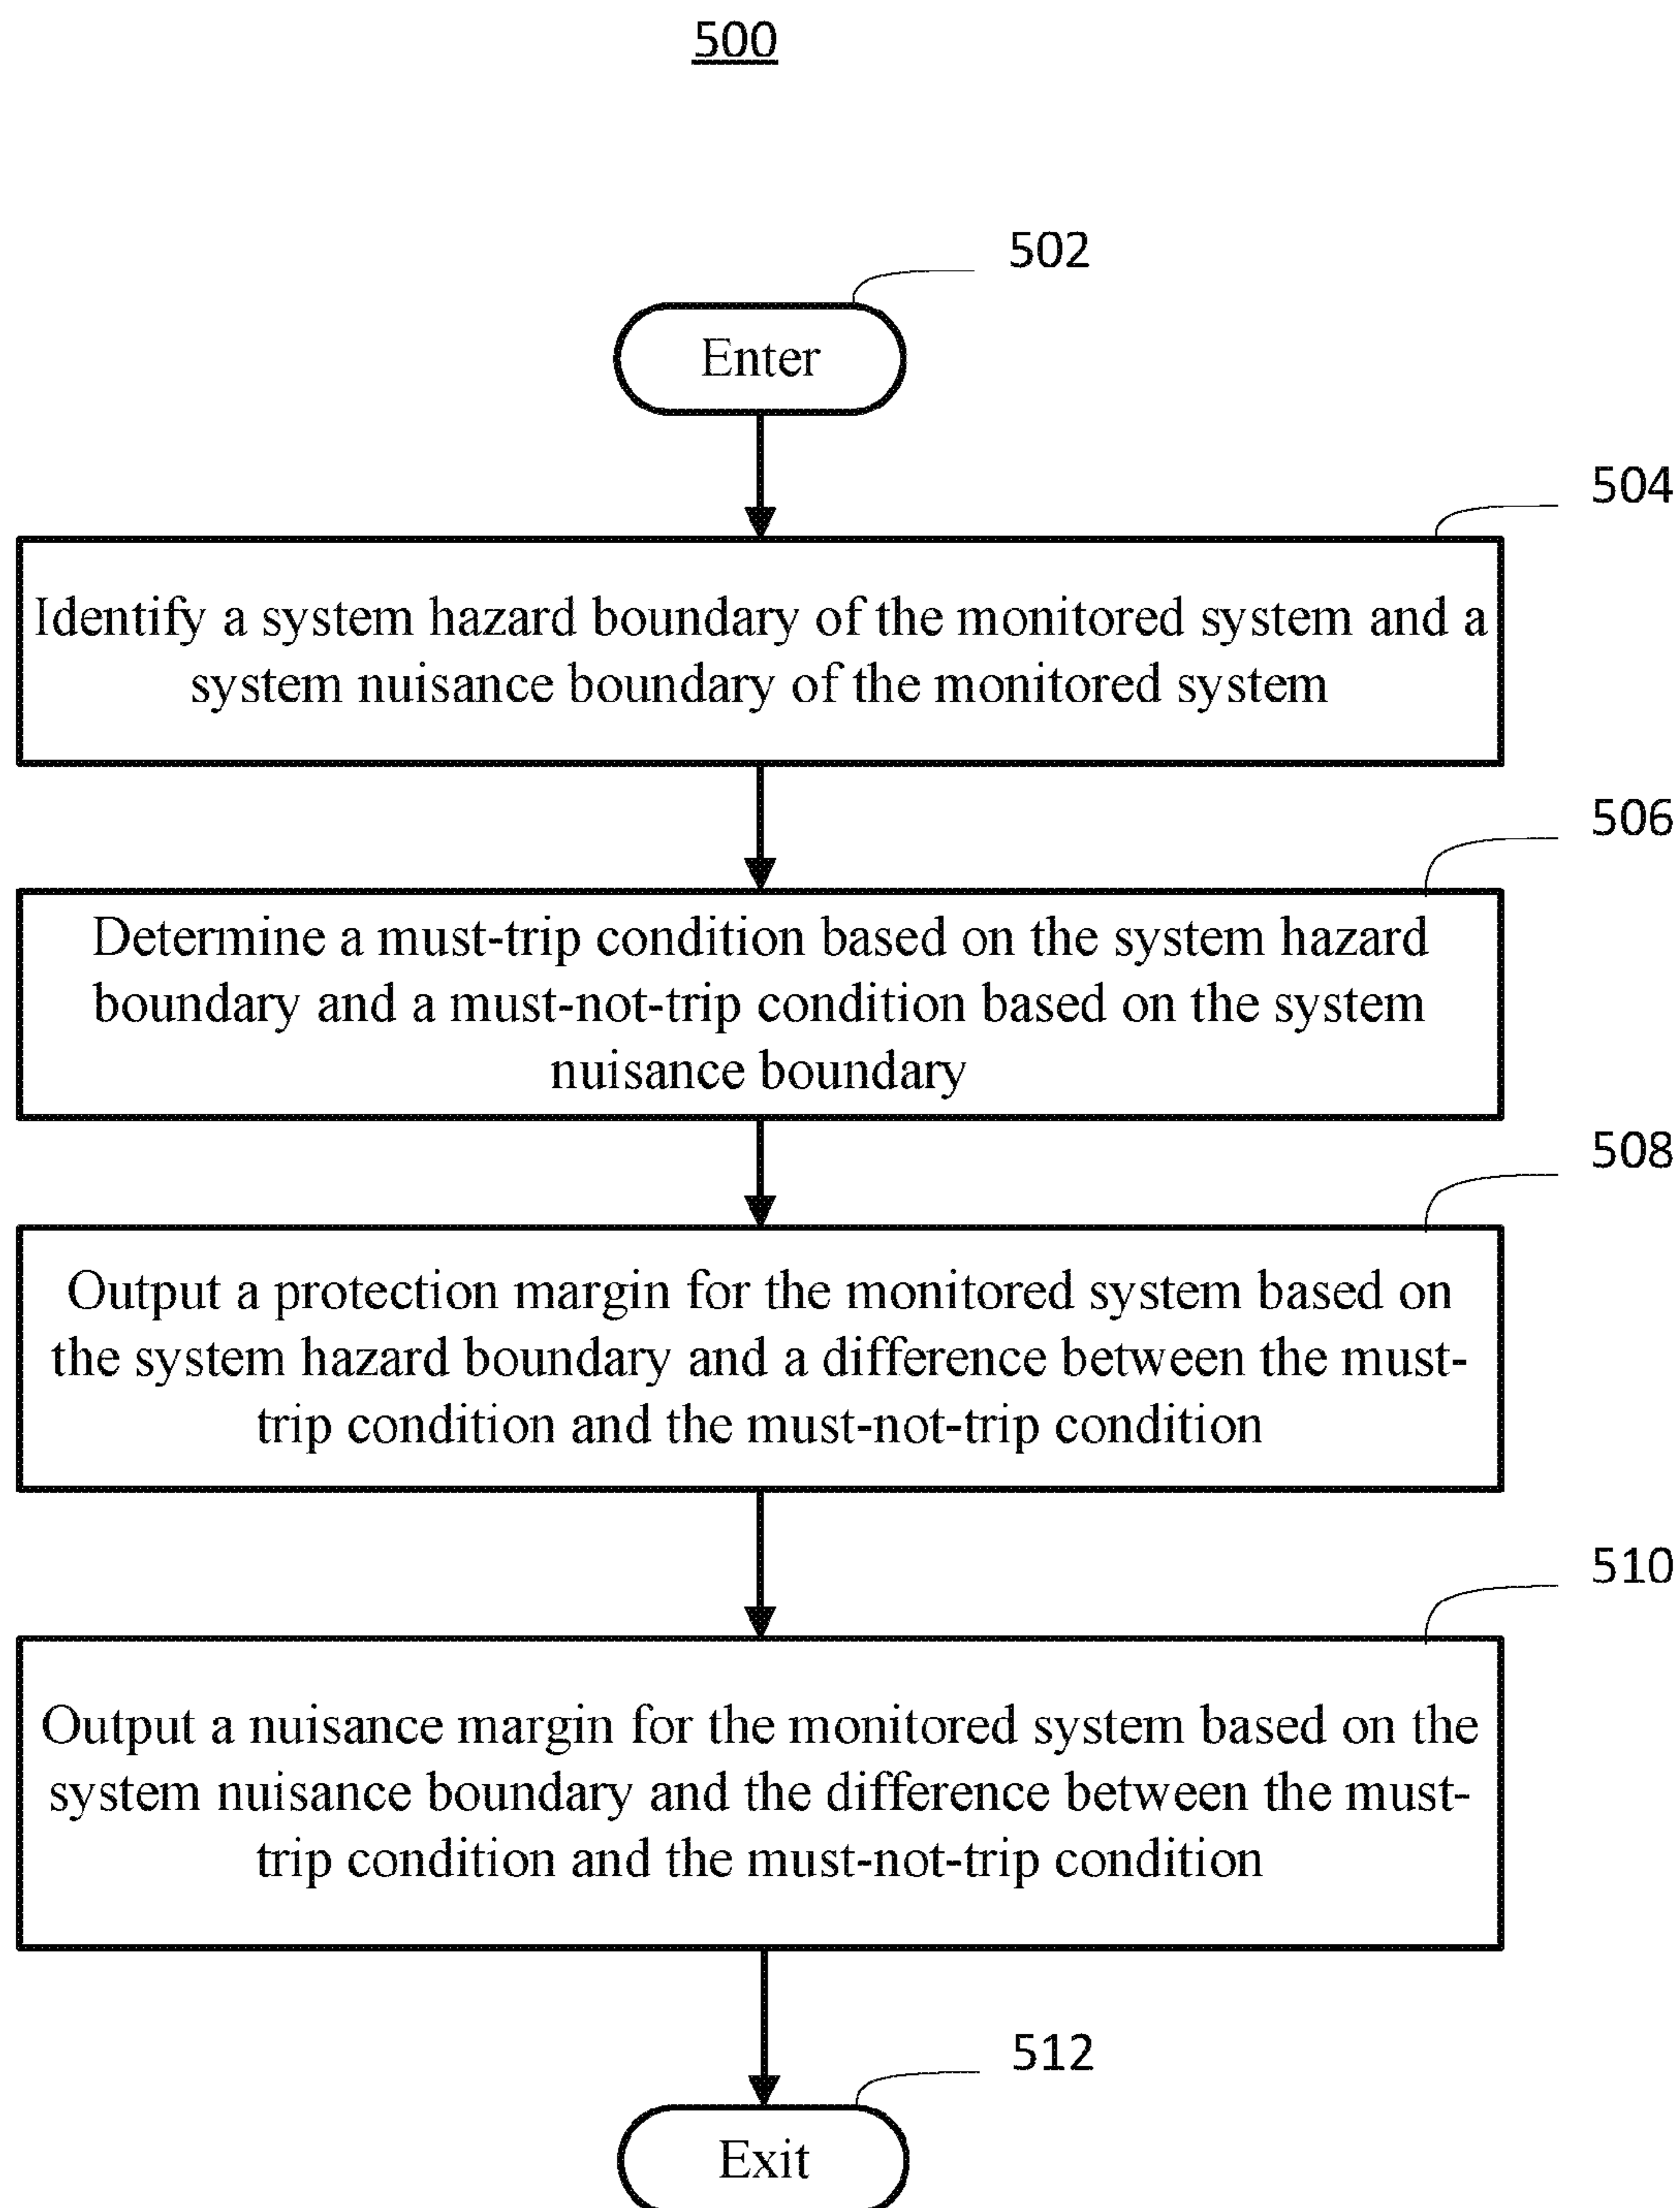 500
502
Enter
504
Identify a system hazard boundary of the monitored system and a
system nuisance boundary of the monitored system
506
Determine a must-trip condition based on the system hazard
boundary and a must-not-trip condition based on the system
nuisance boundary
508
Output a protection margin for the monitored system based on
the system hazard boundary and a difference between the must-
trip condition and the must-not-trip condition
510
Output a nuisance margin for the monitored system based on the
system nuisance boundary and the difference between the must-
trip condition and the must-not-trip condition
512
Exit